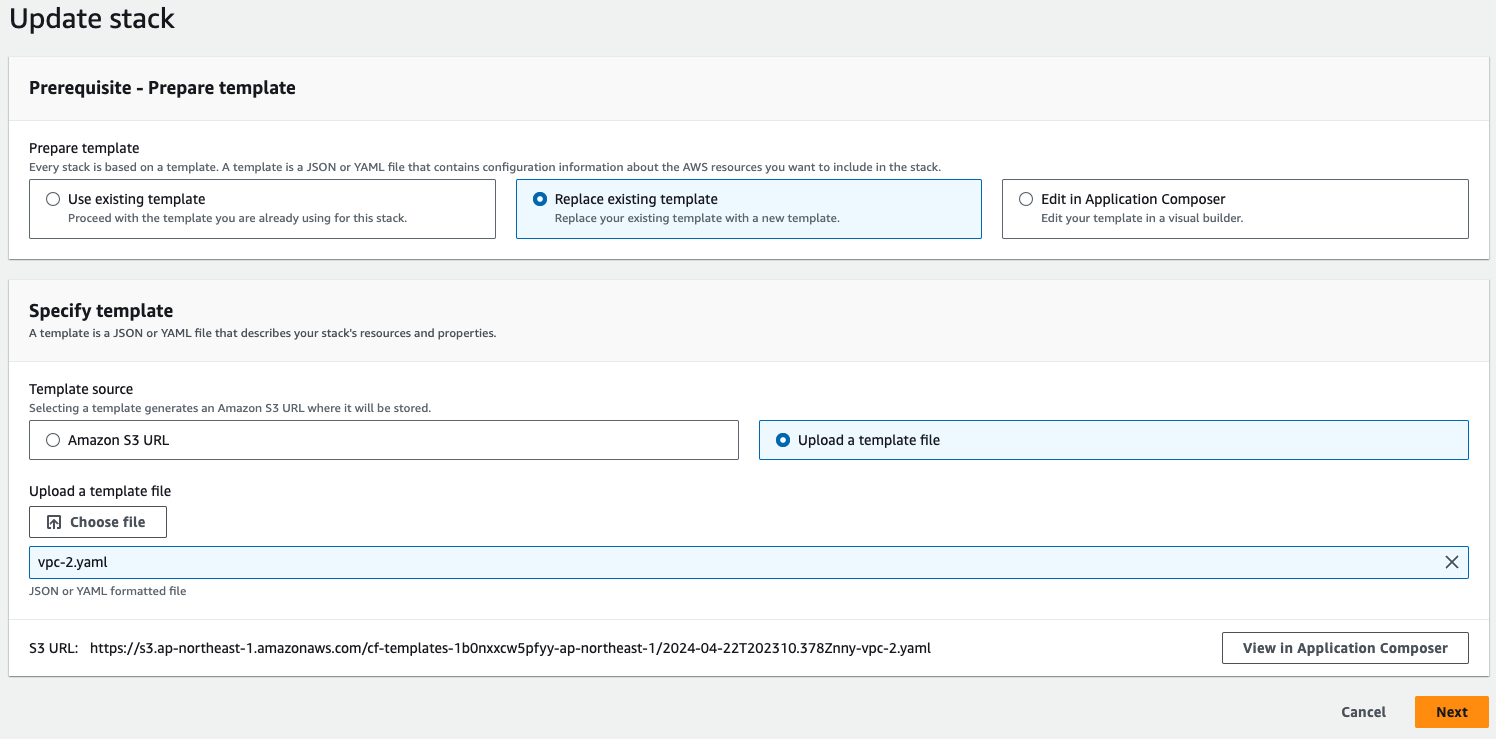 Update stack
Prerequisite - Prepare template
Prepare template
Every stack is based on a template. A template is a JSON or YAML file that contains configuration information about the AWS resources you want to include in the stack.
Use existing template
Proceed with the template you are already using for this stack.
Replace existing template
Replace your existing template with a new template.
Edit in Application Composer
Edit your template in a visual builder.
Specify template
A template is a JSON or YAML file that describes your stack's resources and properties.
Template source
Selecting a template generates an Amazon S3 URL where it will be stored.
Amazon S3 URL
Upload a template file
Upload a template file
Choose file
vpc-2.yaml
JSON or YAML formatted file
S3 URL: https://s3.ap-northeast-1.amazonaws.com/cf-templates-1b0nxxcw5pfyy-ap-northeast-1/2024-04-22T202310.378Znny-vpc-2.yaml
View in Application Composer
Cancel
Next